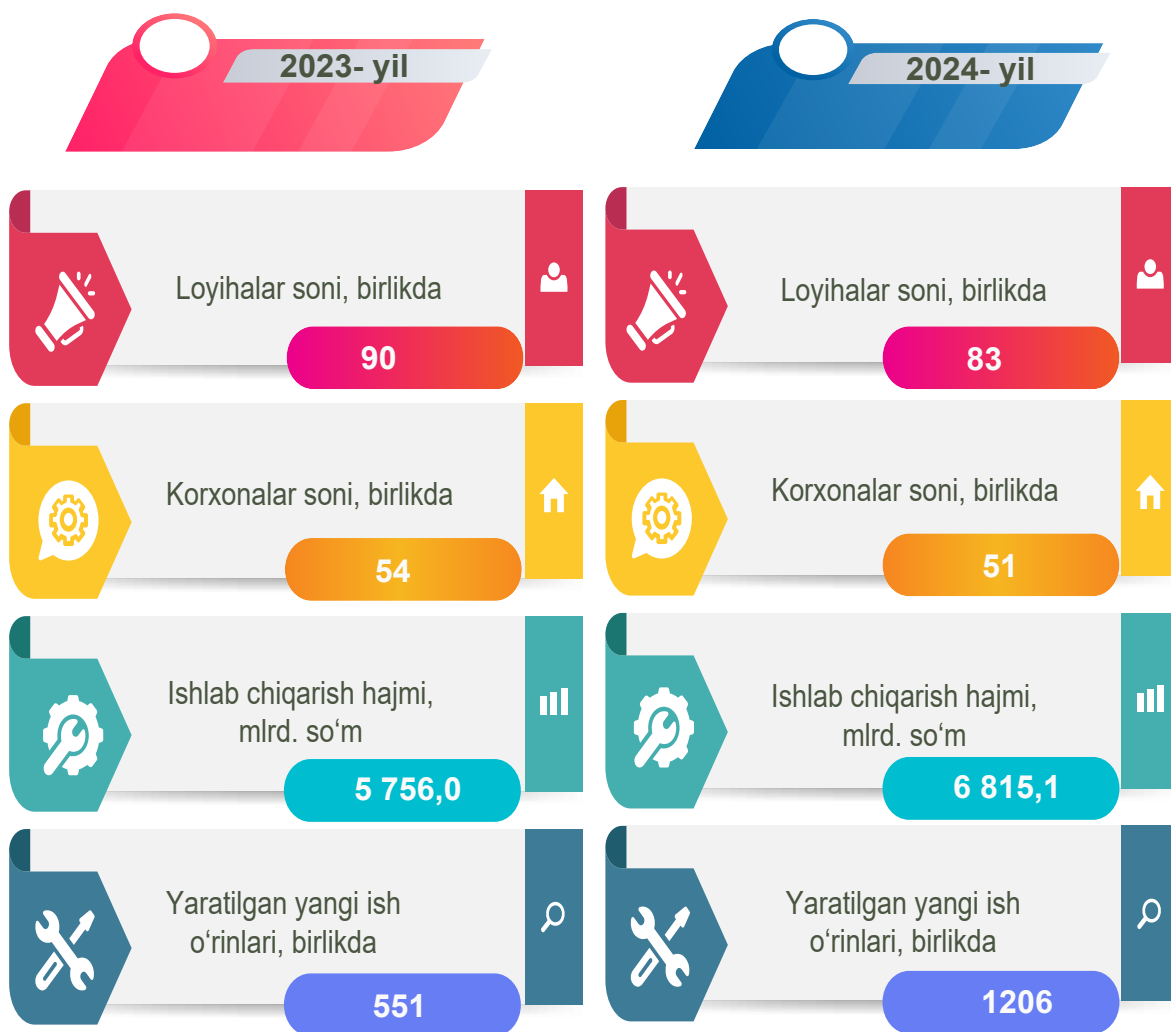 2023- yil
Loyihalar soni, birlikda
90
Korxonalar soni, birlikda
54
Ishlab chiqarish hajmi,
mlrd. so‘m
5 756,0
Yaratilgan yangi ish
o‘rinlari, birlikda
551
2024- yil
Loyihalar soni, birlikda
83
Korxonalar soni, birlikda
51
Ishlab chiqarish hajmi,
mlrd. so‘m
6 815,1
Yaratilgan yangi ish
o‘rinlari, birlikda
1206